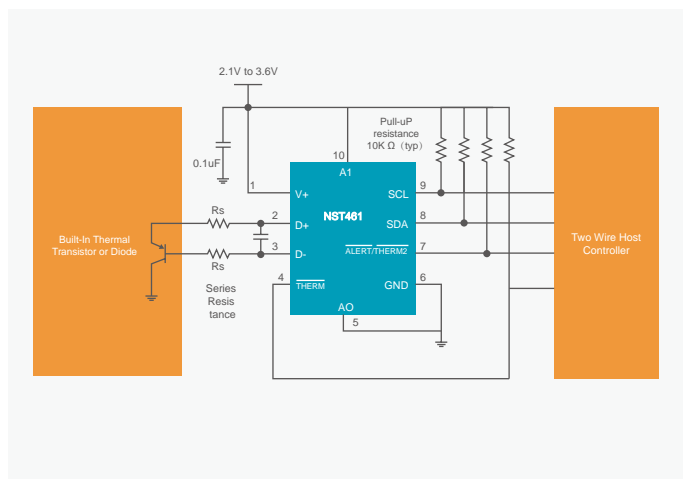 2.1V to 3.6V
Pull-uP
resistance
10K Ω（typ）
0.1uF
10
A1
1
V+
SCL
9
NST461
Rs
2
D+
SDA
8
Built-In Thermal
Transistor or Diode
Two Wire Host
Controller
3
D-
ALERT/THERM2
7
Rs
4
THERM
GND
6
Series
Resis
tance
AO
5